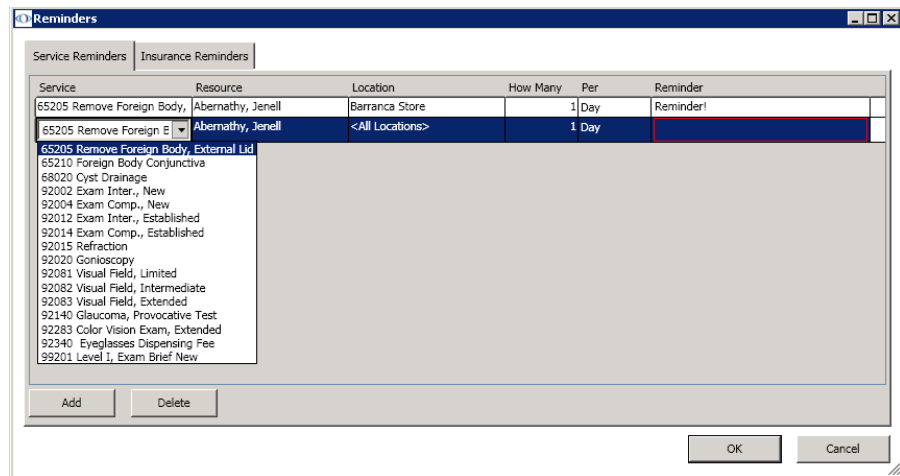 Reminders
Service Reminders Insurance Reminders
Service Resource Location How Many Per Reminder
65205 Remove Foreign Body, Abernathy, Jenell Barranca Store 1 Day Reminder!
65205 Remove Foreign E Abernathy, Jenell <All Locations> 1 Day
65205 Remove Foreign Body, External Lid
65210 Foreign Body Conjunctiva
68020 Cyst Drainage
92002 Exam Inter., New
92004 Exam Comp., New
92012 Exam Inter., Established
92014 Exam Comp., Established
92015 Refraction
92020 Gonioscopy
92081 Visual Field, Limited
92082 Visual Field, Intermediate
92083 Visual Field, Extended
92140 Glaucoma, Provocative Test
92283 Color Vision Exam, Extended
92340 Eyeglasses Dispensing Fee
99201 Level I, Exam Brief New
Add Delete
OK Cancel